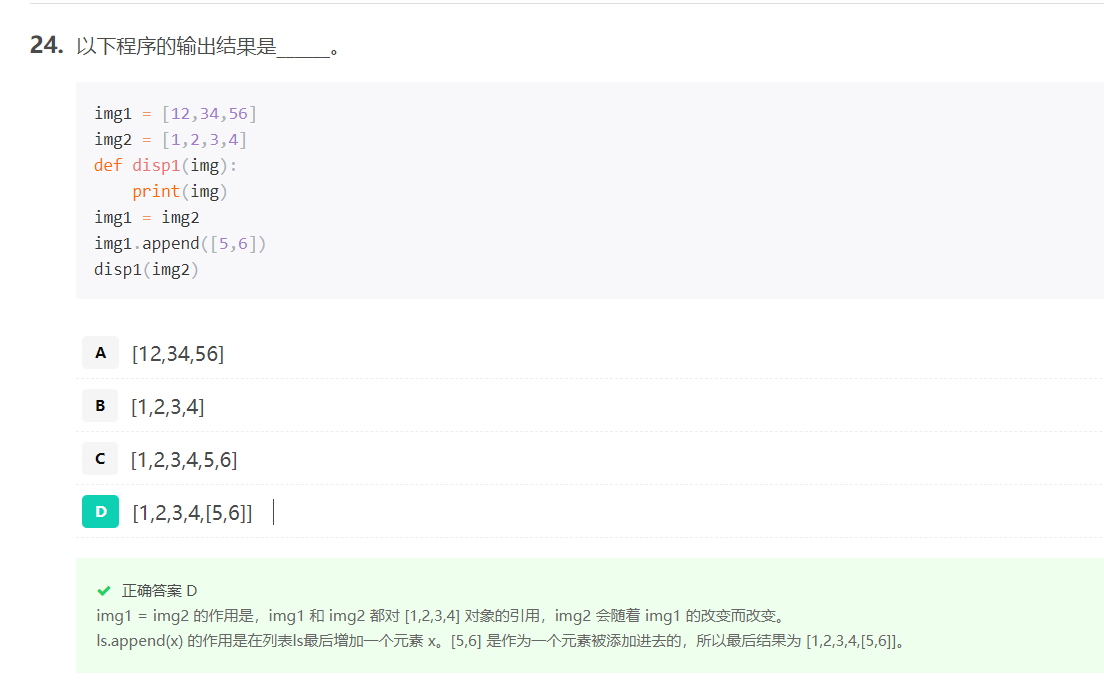 24. 以下程序的输出结果是_____。
img1 = [12,34,56]
img2 = [1,2,3,4]
def disp1(img):
    print(img)
img1 = img2
img1.append([5,6])
disp1(img2)
A [12,34,56]
B [1,2,3,4]
C [1,2,3,4,5,6]
D [1,2,3,4,[5,6]]
正确答案 D
img1 = img2 的作用是，img1 和 img2 都对 [1,2,3,4] 对象的引用，img2 会随着 img1 的改变而改变。
ls.append(x) 的作用是在列表ls最后增加一个元素 x。[5,6] 是作为一个元素被添加进去的，所以最后结果为 [1,2,3,4,[5,6]]。